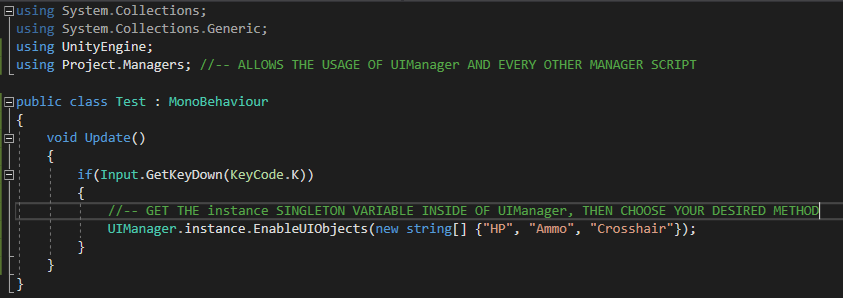 using System.Collections;
using System.Collections.Generic;
using UnityEngine;
using Project.Managers; //-- ALLOWS THE USAGE OF UIManager AND EVERY OTHER MANAGER SCRIPT
public class Test : MonoBehaviour
{
void Update()
{
if(Input.GetKeyDown(KeyCode.K))
{
//-- GET THE instance SINGLETON VARIABLE INSIDE OF UIManager, THEN CHOOSE YOUR DESIRED METHOD
UIManager.instance.EnableUIObjects(new string[] {"HP", "Ammo", "Crosshair"});
}
}
}